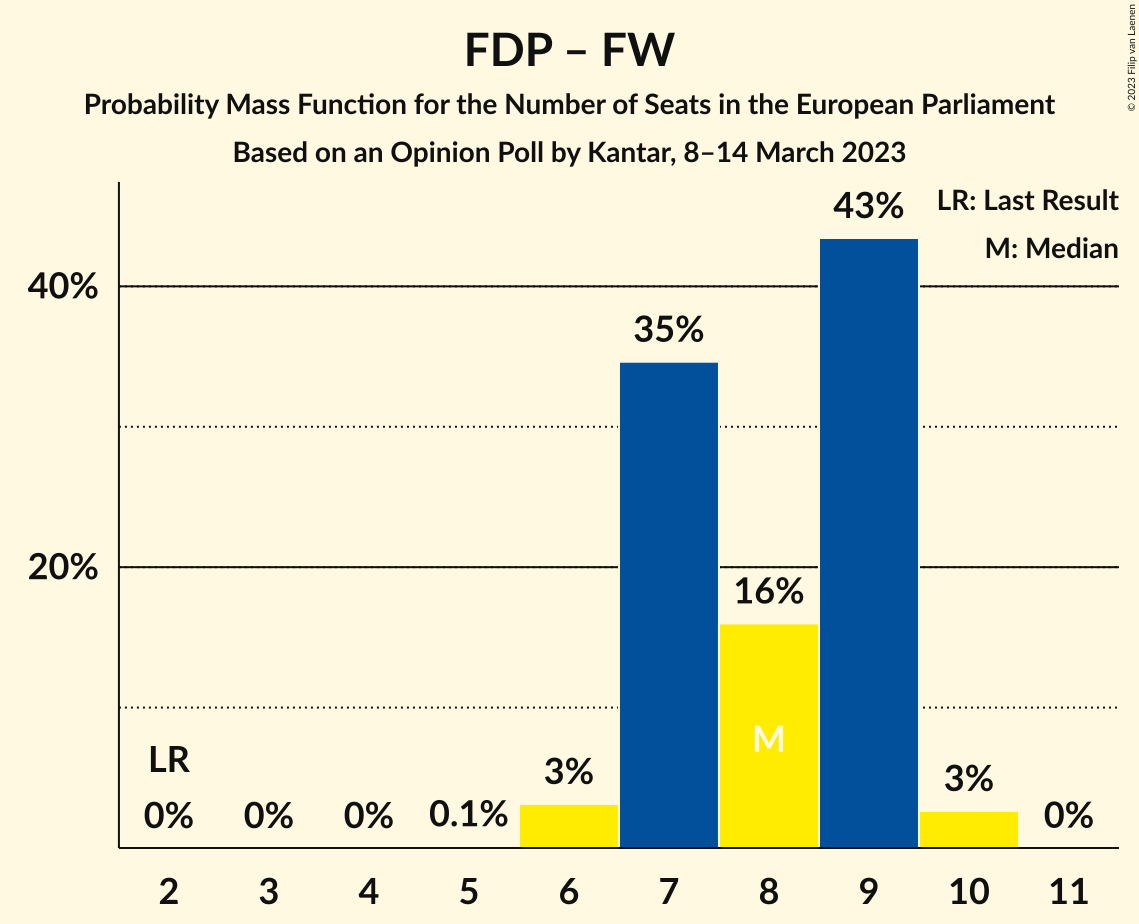 FDP – FW
Probability Mass Function for the Number of Seats in the European Parliament
Based on an Opinion Poll by Kantar, 8–14 March 2023
© 2023 Filip van Laenen
LR: Last Result
M: Median
43%
40%
35%
20%
16%
M
LR
0%
0%
0%
0.1%
3%
3%
0%
2
3
4
5
6
7
8
9
10
11